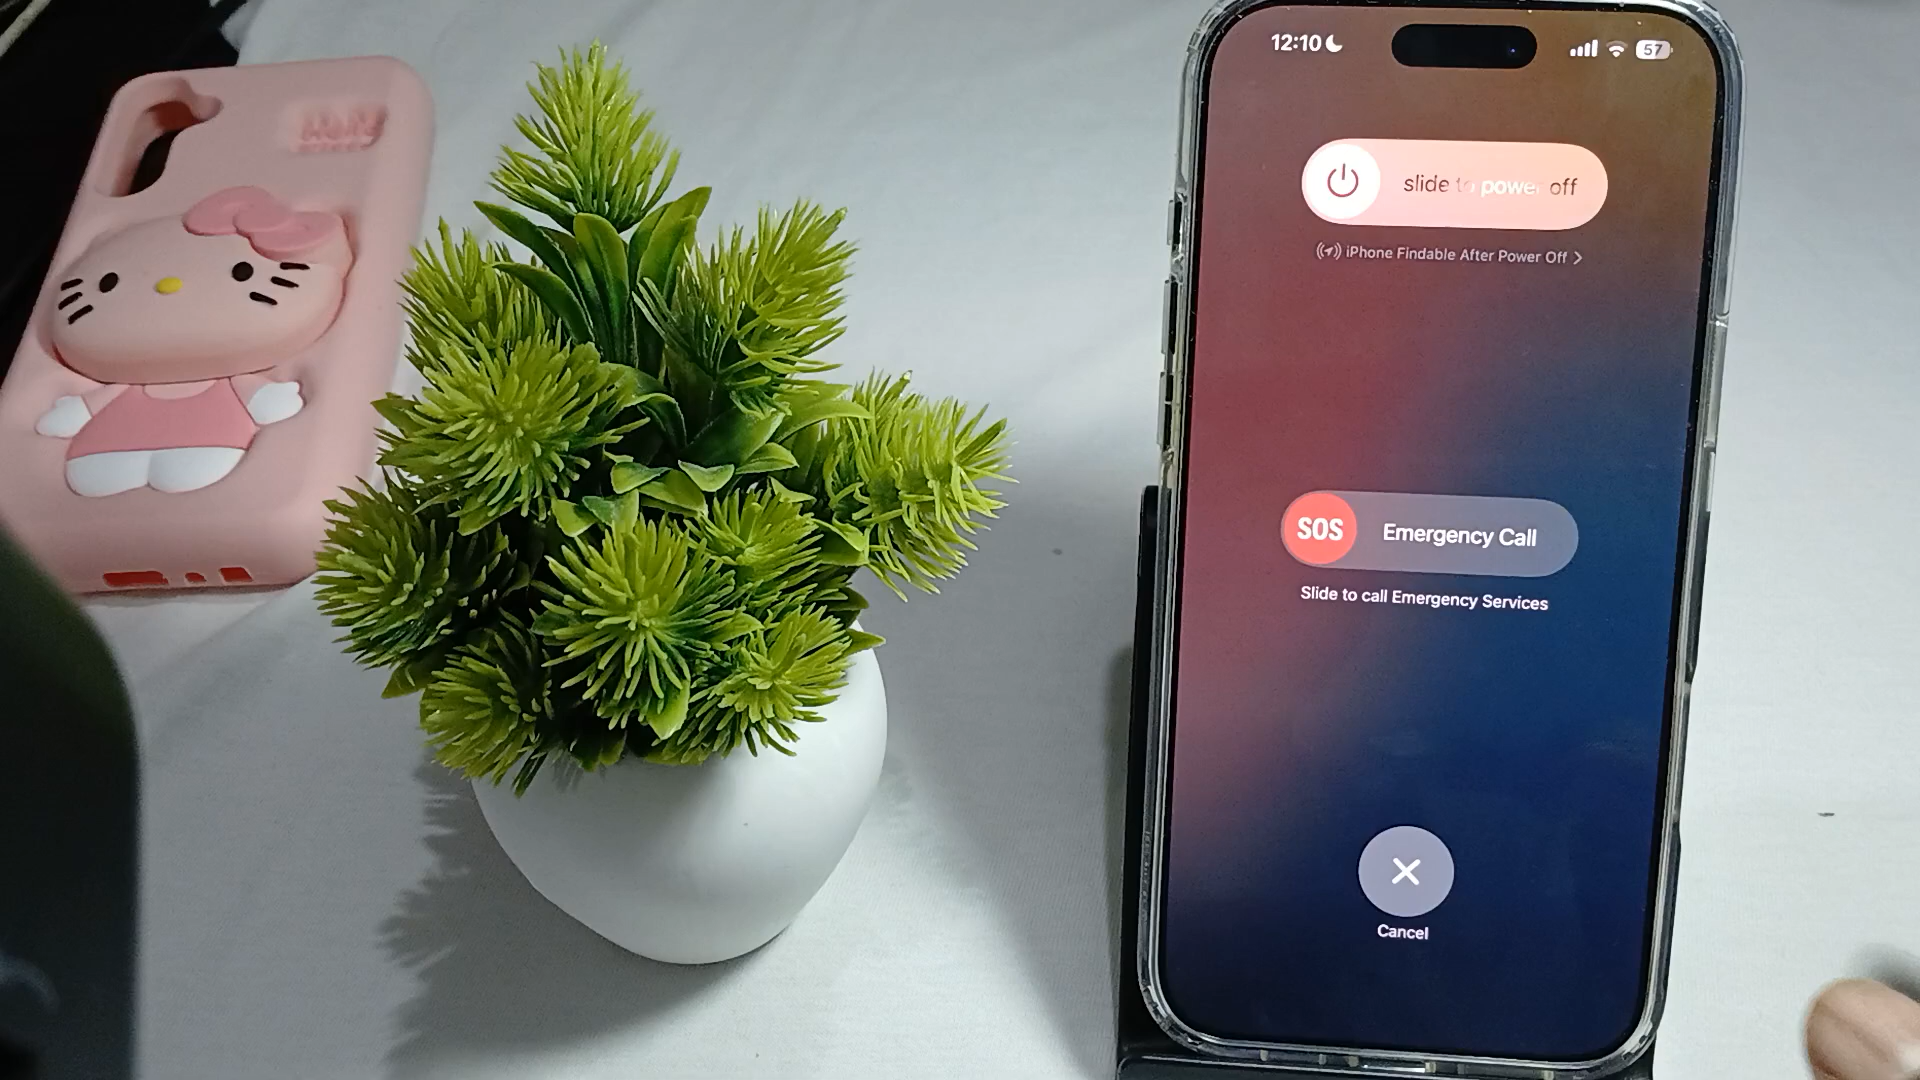 12:10
57
slide to power off
iPhone Findable After Power Off
SOS Emergency Call
Slide to call Emergency Services
Cancel